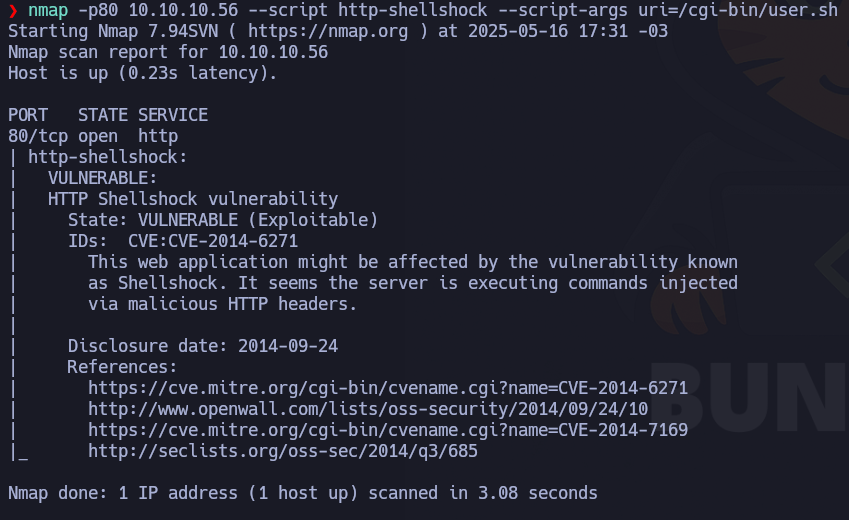 ❯ nmap -p80 10.10.10.56 --script http-shellshock --script-args uri=/cgi-bin/user.sh
Starting Nmap 7.94SVN ( https://nmap.org ) at 2025-05-16 17:31 -03
Nmap scan report for 10.10.10.56
Host is up (0.23s latency).

PORT   STATE SERVICE
80/tcp open  http
| http-shellshock:
|   VULNERABLE:
|   HTTP Shellshock vulnerability
|     State: VULNERABLE (Exploitable)
|     IDs:  CVE:CVE-2014-6271
|       This web application might be affected by the vulnerability known
|       as Shellshock. It seems the server is executing commands injected
|       via malicious HTTP headers.
|
|     Disclosure date: 2014-09-24
|     References:
|       https://cve.mitre.org/cgi-bin/cvename.cgi?name=CVE-2014-6271
|       http://www.openwall.com/lists/oss-security/2014/09/24/10
|       https://cve.mitre.org/cgi-bin/cvename.cgi?name=CVE-2014-7169
|_      http://seclists.org/oss-sec/2014/q3/685

Nmap done: 1 IP address (1 host up) scanned in 3.08 seconds
BUN